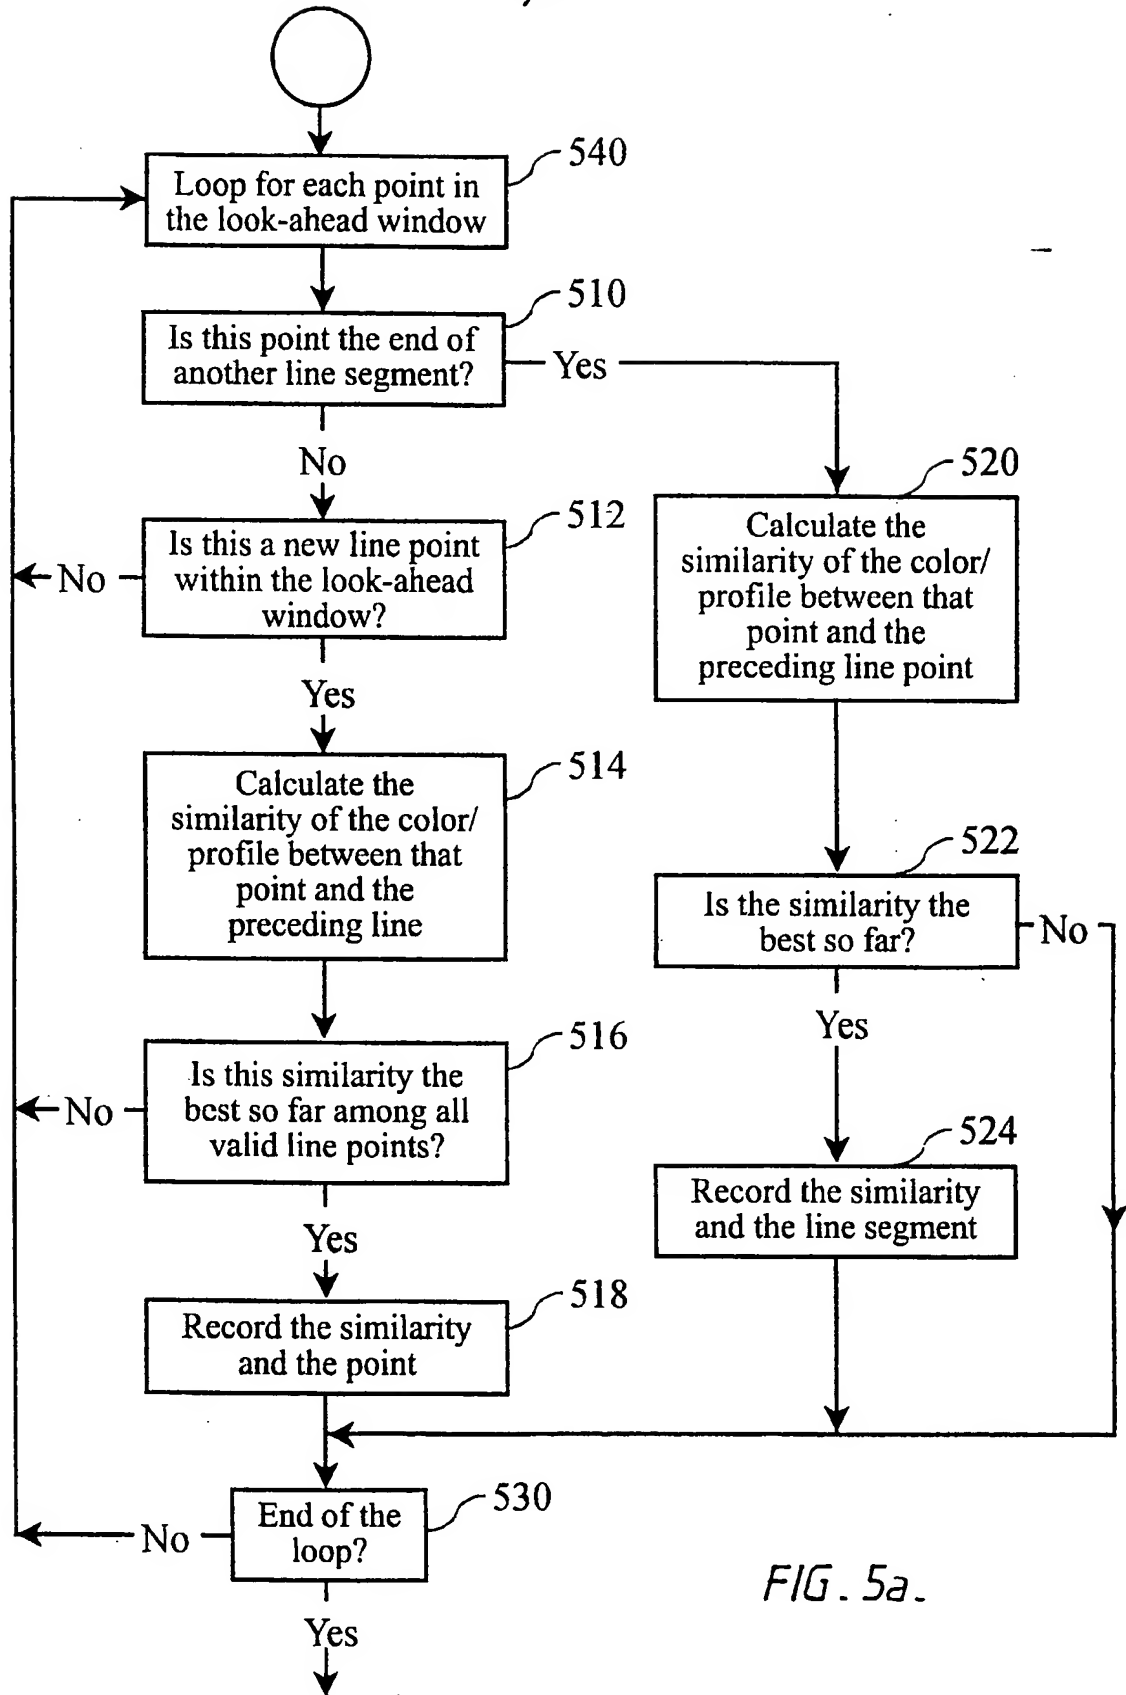 540
Loop for each point in
the look-ahead window
510
Is this point the end of
another line segment?
Yes
No
520
Calculate the
similarity of the color/
profile between that
point and the
preceding line point
512
Is this a new line point
within the look-ahead
window?
No
Yes
514
Calculate the
similarity of the color/
profile between that
point and the
preceding line
522
Is the similarity the
best so far?
No
Yes
516
Is this similarity the
best so far among all
valid line points?
No
Yes
524
Record the similarity
and the line segment
518
Record the similarity
and the point
530
End of the
loop?
No
Yes
FIG. 5a.